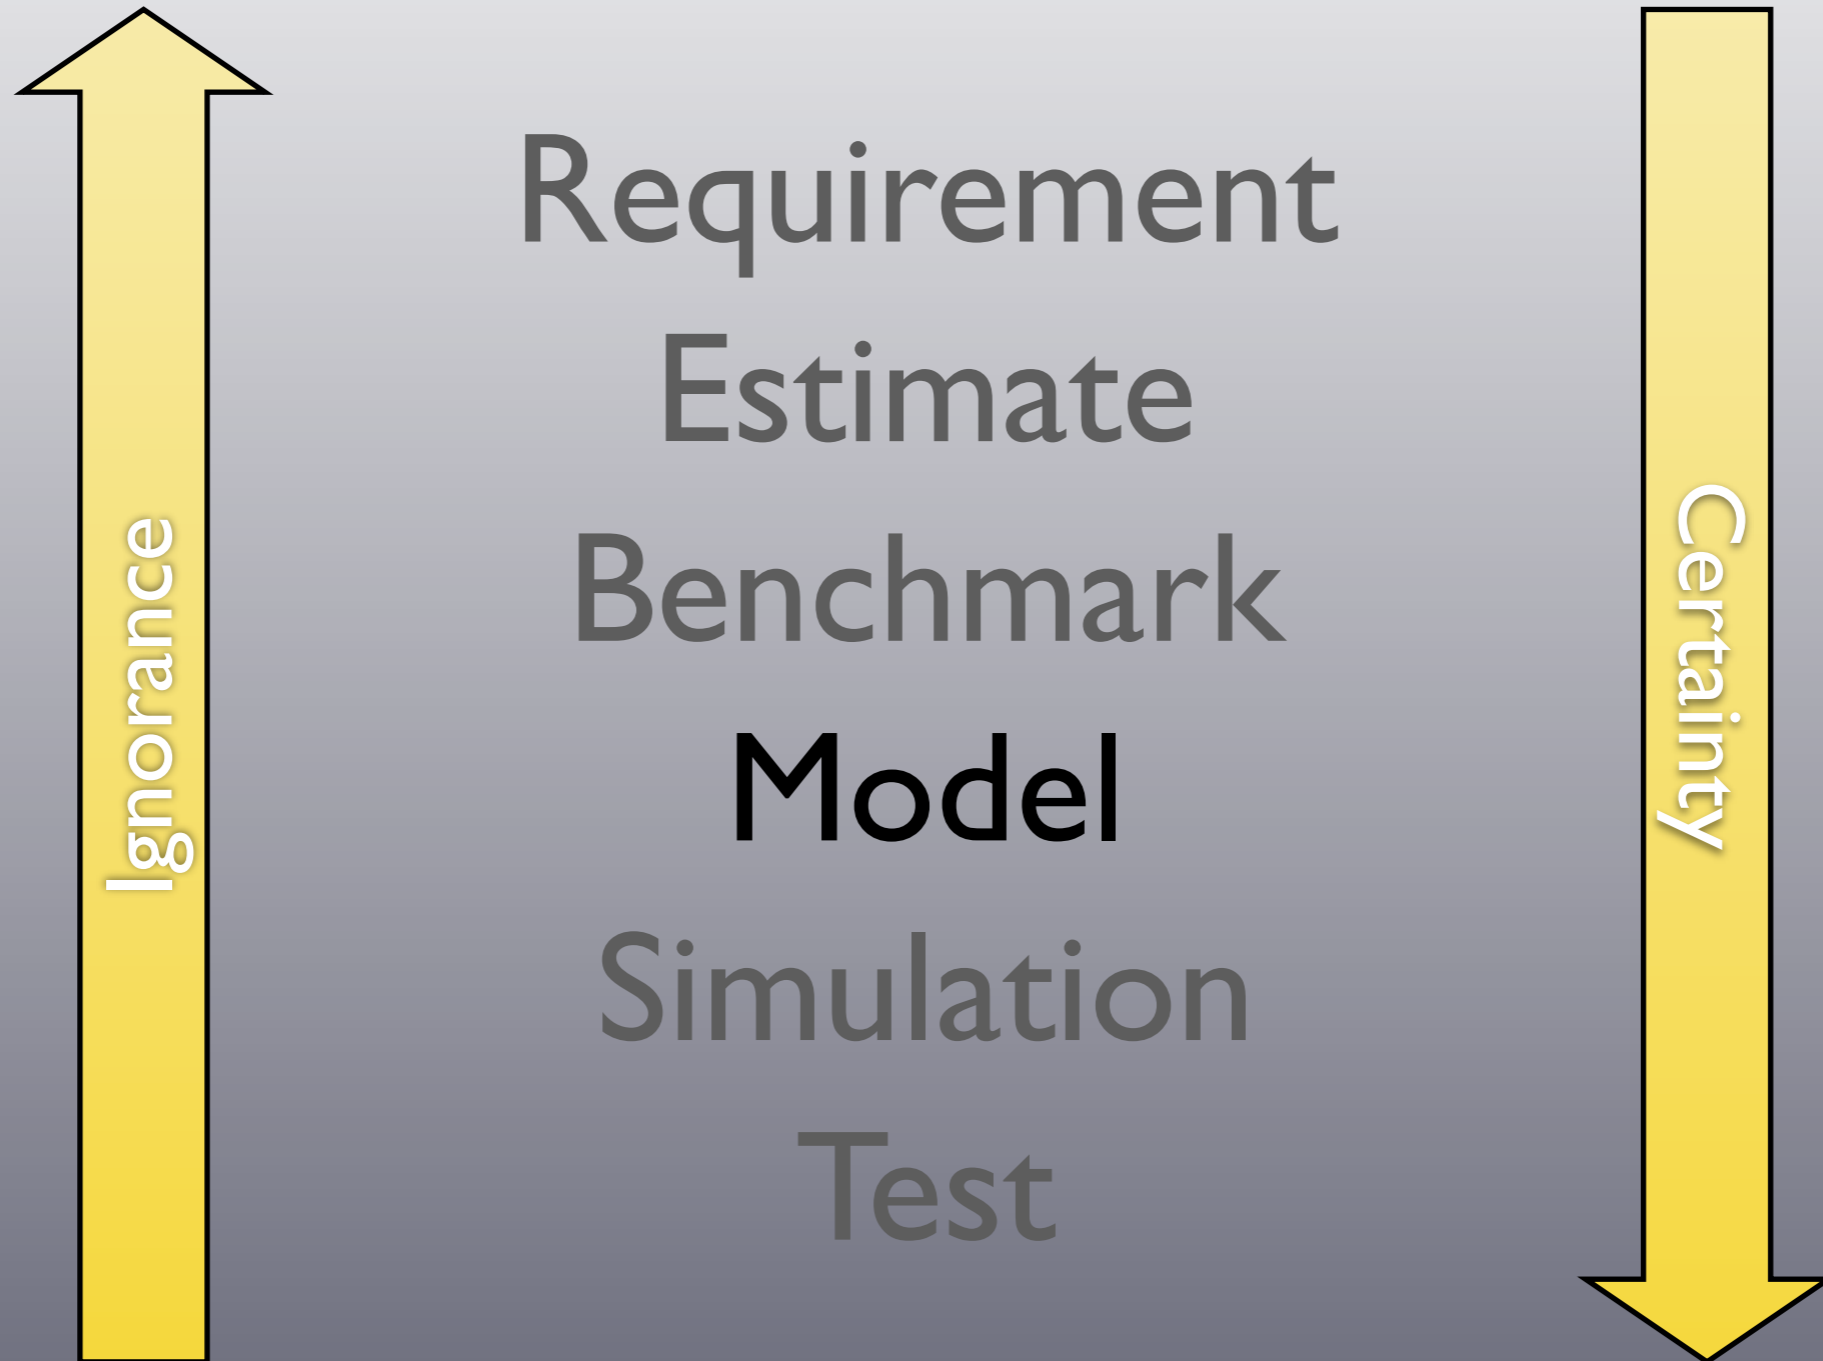 Ignorance
Requirement
Estimate
Benchmark
Model
Simulation
Test
Certainty